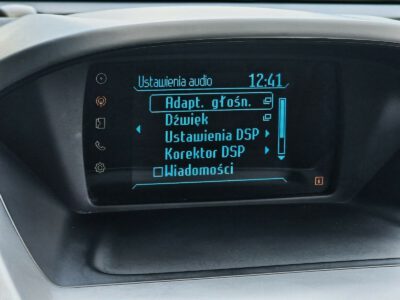 Ustawienia audio 12:41
Adapt. głośn.
Dźwięk
Ustawienia DSP
Korektor DSP
Wiadomości